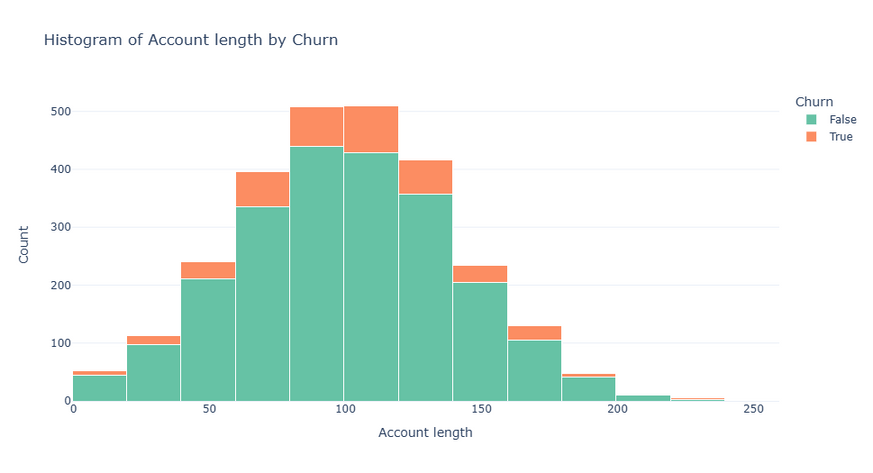 Histogram of Account length by Churn
Churn
False
True
500
400
300
200
100
0
Count
0 50 100 150 200 250
Account length